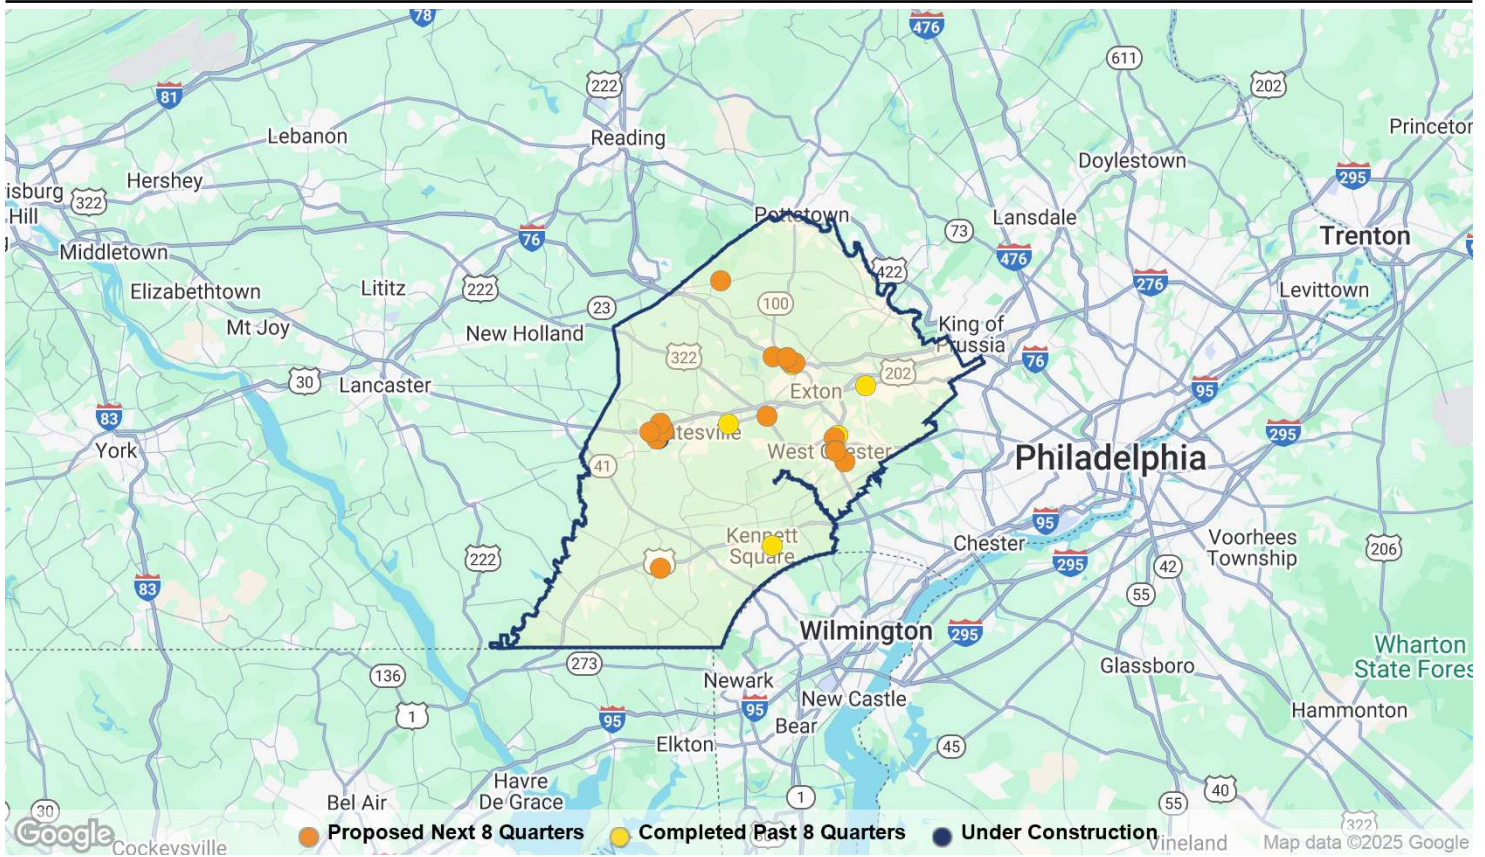 78
476
611
81
222
202
Lebanon
Reading
Princeton
Doylestown
Hershey
295
risburg
322
Hill
Pottstown
Lansdale
73
76
476
Trenton
Middletown
422
276
Elizabethtown
Lititz
222
Levittown
23
100
Mt Joy
New Holland
King of
Prussia
322
76
202
30
Lancaster
Exton
95
83
295
York
atesville
West Chester
Philadelphia
41
95
Kennett
Square
Chester
Voorhees
Township
206
222
295
42
83
55
Wilmington
295
Wharton
State Fores
273
Glassboro
136
Newark
New Castle
95
1
95
Bear
Hammonton
Elkton
45
Havre
De Grace
Bel Air
1
40
55
30
322
Proposed Next 8 Quarters
Completed Past 8 Quarters
Under Construction
Google
Cockeysville
Vineland
Map data ©2025 Google